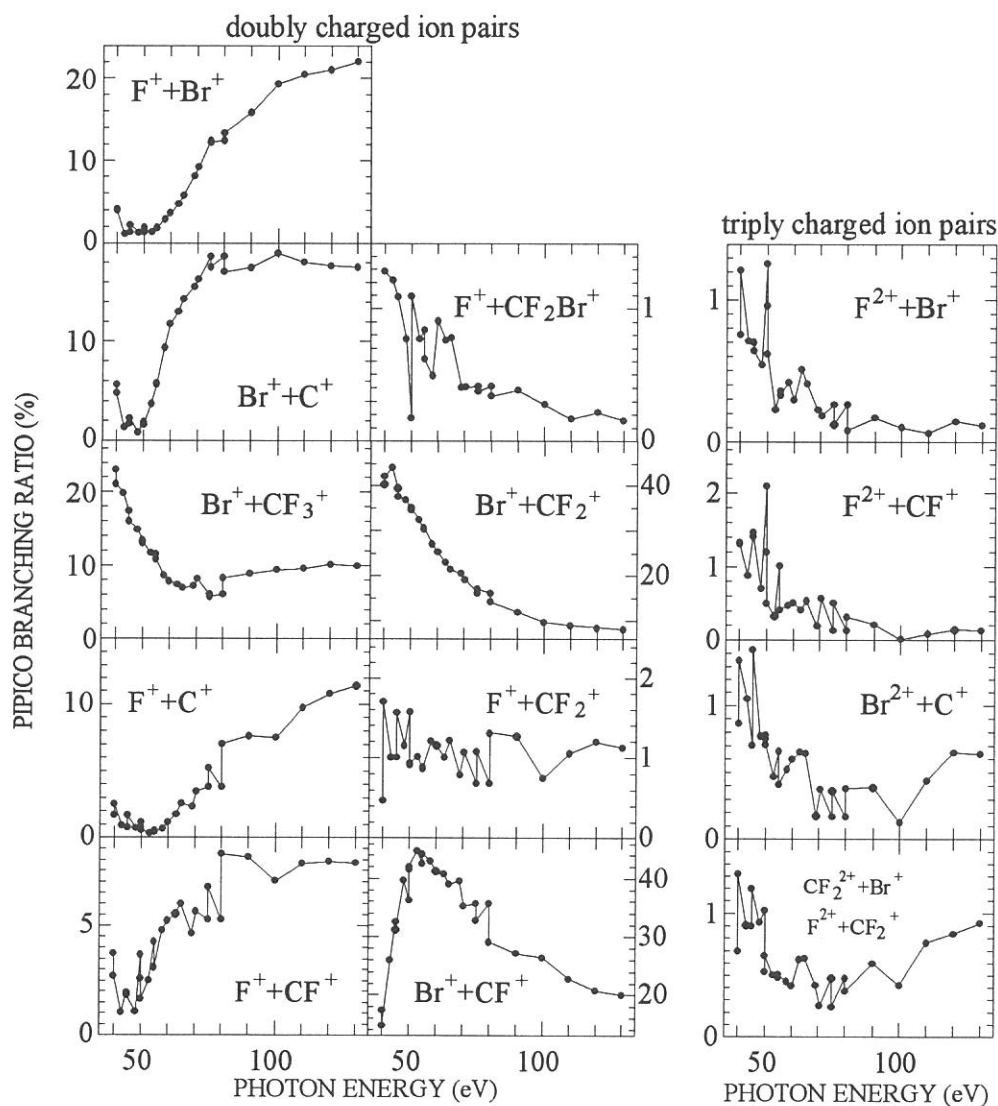 doubly charged ion pairs
20
10
0
F⁺+Br⁺
triply charged ion pairs
10
0
Br⁺+C⁺
F⁺+CF₂Br⁺
1
0
1
0
F²⁺+Br⁺
20
10
0
Br⁺+CF₃⁺
Br⁺+CF₂⁺
40
20
2
1
0
F²⁺+CF⁺
10
0
F⁺+C⁺
F⁺+CF₂⁺
2
1
0
1
0
Br²⁺+C⁺
5
0
F⁺+CF⁺
Br⁺+CF⁺
40
30
20
1
0
CF₂²⁺+Br⁺
F²⁺+CF₂⁺
50 100
50 100
50 100
PIPICO BRANCHING RATIO (%)
PHOTON ENERGY (eV)
PHOTON ENERGY (eV)